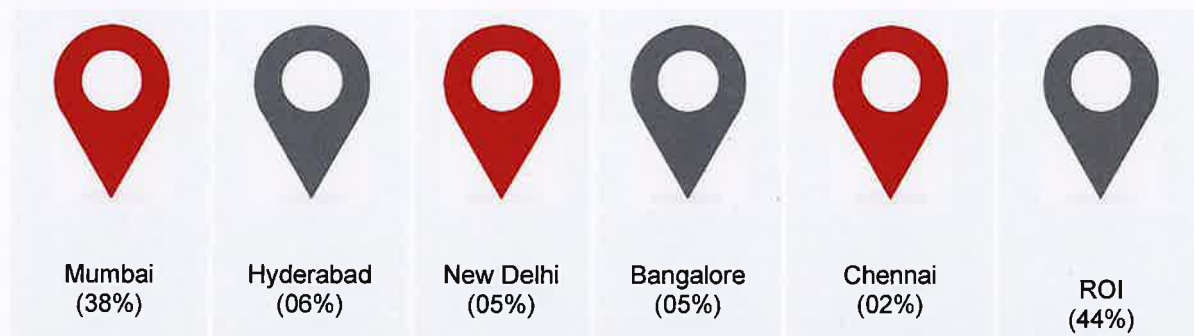 Mumbai
(38%)
Hyderabad
(06%)
New Delhi
(05%)
Bangalore
(05%)
Chennai
(02%)
ROI
(44%)